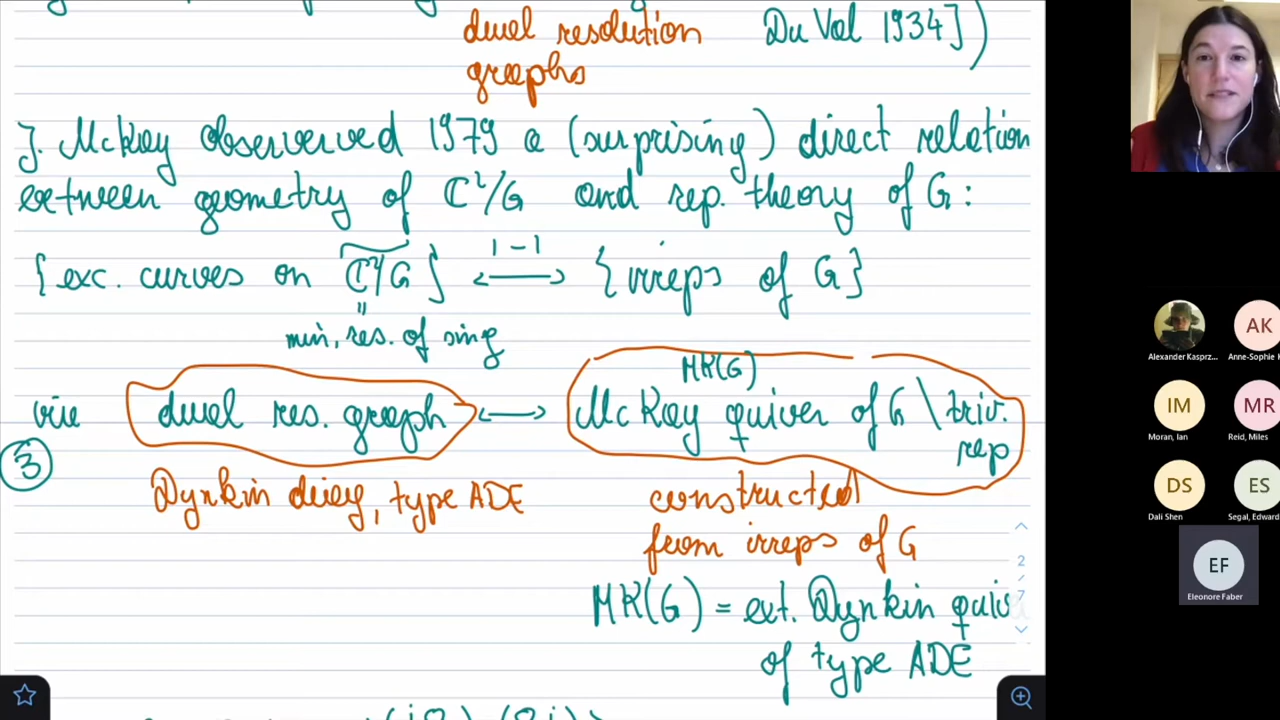 dual resolution Du Val 1934])
graphs
J. McKay observerved 1979 a (surprising) direct relation
between geometry of ℂ²/G and rep. theory of G:
{exc. curves on ℂ²/G} ⟷ {irreps of G}
1-1
"
min. res. of sing
MK(G)
via dual res. graph ⟷ McKay quiver of G \ triv.
rep
3
Dynkin diag, type ADE constructed
from irreps of G
MK(G) = ext. Dynkin quiv
of type ADE
2
/
7
Alexander Kasprz...
AK
Anne-Sophie K
IM
Moran, Ian
MR
Reid, Miles
DS
Dali Shen
ES
Segal, Edward
EF
Eleonore Faber